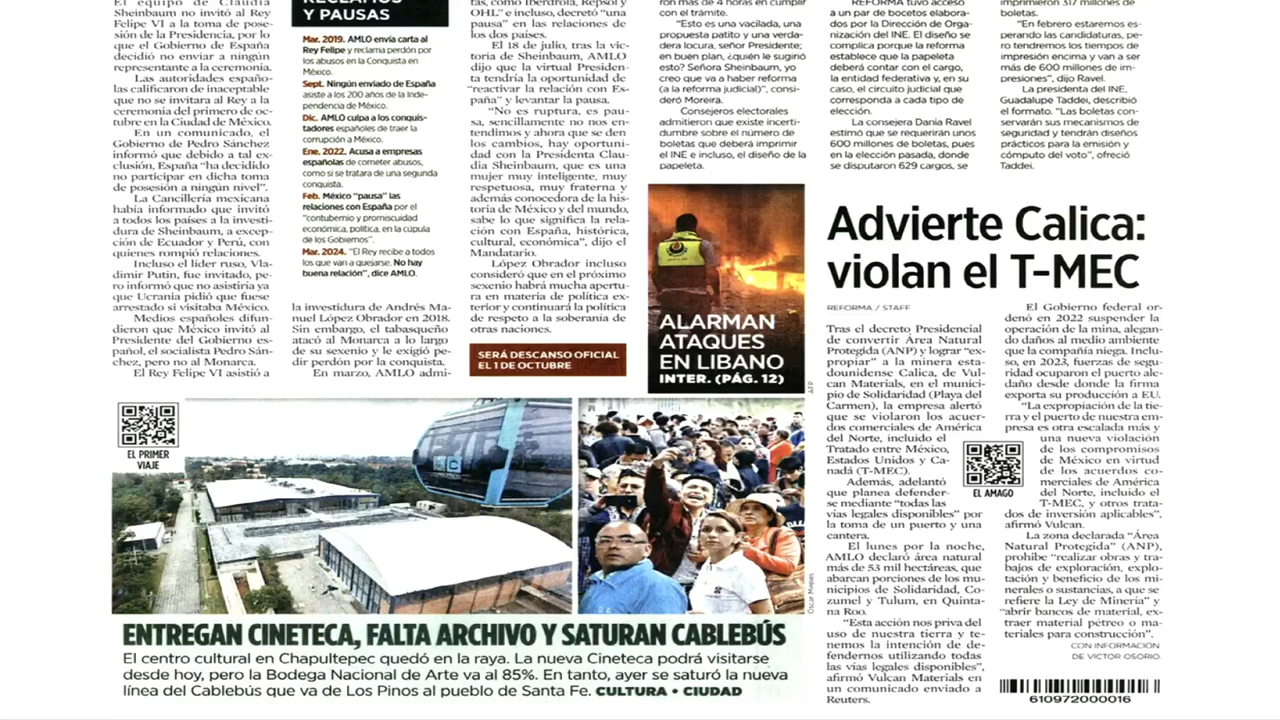 El equipo de Claudia
Sheinbaum no invitó al Rey
Felipe VI a la toma de pose-
sión de la Presidencia, por lo
que el Gobierno de España
decidió no enviar a ningún
representante a la ceremonia.
Las autoridades españo-
las calificaron de inaceptable
que no se invitara al Rey a la
ceremonia del primero de oc-
tubre en la Ciudad de México.
En un comunicado, el
Gobierno de Pedro Sánchez
informó que debido a tal ex-
clusión, España “ha decidido
no participar en dicha toma
de posesión a ningún nivel”.
La Cancillería mexicana
había informado que invitó
a todos los países a la investi-
dura de Sheinbaum, a excep-
ción de Ecuador y Perú, con
quienes rompió relaciones.
Incluso el líder ruso, Vla-
dimir Putin, fue invitado, pe-
ro informó que no asistiría ya
que Ucrania pidió que fuese
arrestado si visitaba México.
Medios españoles difun-
dieron que México invitó al
Presidente del Gobierno es-
pañol, el socialista Pedro Sán-
chez, pero no al Monarca.
El Rey Felipe VI asistió a
RECLAMOS
Y PAUSAS
Mar. 2019. AMLO envía carta al
Rey Felipe y reclama perdón por
los abusos en la Conquista en
México.
Sept. Ningún enviado de España
asiste a los 200 años de la Inde-
pendencia de México.
Dic. AMLO culpa a los conquis-
tadores españoles de traer la
corrupción a México.
Ene. 2022. Acusa a empresas
españolas de cometer abusos,
como si se tratara de una segunda
conquista.
Feb. México “pausa” las
relaciones con España por el
“contubernio y promiscuidad
económica, política, en la cúpula
de los Gobiernos”.
Mar. 2024. “El Rey recibe a todos
los que van a quejarse. No hay
buena relación”, dice AMLO.
la investidura de Andrés Ma-
nuel López Obrador en 2018.
Sin embargo, el tabasqueño
atacó al Monarca a lo largo
de su sexenio y le exigió pe-
dir perdón por la conquista.
En marzo, AMLO admi-
tas, como Iberdrola, Repsol y
OHL” e incluso, decretó “una
pausa” en las relaciones de
los dos países.
El 18 de julio, tras la vic-
toria de Sheinbaum, AMLO
dijo que la virtual Presiden-
ta tendría la oportunidad de
“reactivar la relación con Es-
paña” y levantar la pausa.
“No es ruptura, es pau-
sa, sencillamente no nos en-
tendimos y ahora que se den
los cambios, hay oportuni-
dad con la Presidenta Clau-
dia Sheinbaum, que es una
mujer muy inteligente, muy
respetuosa, muy fraterna y
además conocedora de la his-
toria de México y del mundo,
sabe lo que significa la rela-
ción con España, histórica,
cultural, económica”, dijo el
Mandatario.
López Obrador incluso
consideró que en el próximo
sexenio habrá mucha apertu-
ra en materia de política ex-
terior y continuará la política
de respeto a la soberanía de
otras naciones.
SERÁ DESCANSO OFICIAL
EL 1 DE OCTUBRE
ron más de 4 horas en cumplir
con el trámite.
“Esto es una vacilada, una
propuesta patito y una verda-
dera locura, señor Presidente;
en buen plan, ¿quién le sugirió
esto? Señora Sheinbaum, yo
creo que va a haber reforma
(a la reforma judicial)”, consi-
deró Moreira.
Consejeros electorales
admitieron que existe incerti-
dumbre sobre el número de
boletas que deberá imprimir
el INE e incluso, el diseño de la
papeleta.
REFORMA tuvo acceso
a un par de bocetos elabora-
dos por la Dirección de Orga-
nización del INE. El diseño se
complica porque la reforma
establece que la papeleta
deberá contar con el cargo,
la entidad federativa y, en su
caso, el circuito judicial que
corresponda a cada tipo de
elección.
La consejera Dania Ravel
estimó que se requerirán unos
600 millones de boletas, pues
en la elección pasada, donde
se disputaron 629 cargos, se
imprimieron 317 millones de
boletas.
“En febrero estaremos es-
perando las candidaturas, pe-
ro tendremos los tiempos de
impresión encima y van a ser
más de 600 millones de im-
presiones”, dijo Ravel.
La presidenta del INE,
Guadalupe Taddei, describió
el formato. “Las boletas con-
servarán sus mecanismos de
seguridad y tendrán diseños
prácticos para la emisión y
cómputo del voto”, ofreció
Taddei.
ALARMAN
ATAQUES
EN LIBANO
INTER. (PÁG. 12)
AFP
Advierte Calica:
violan el T-MEC
REFORMA / STAFF
Tras el decreto Presidencial
de convertir Área Natural
Protegida (ANP) y lograr “ex-
propiar” a la minera esta-
dounidense Calica, de Vul-
can Materials, en el munici-
pio de Solidaridad (Playa del
Carmen), la empresa alertó
que se violaron los acuer-
dos comerciales de América
del Norte, incluido el
Tratado entre México,
Estados Unidos y Ca-
nadá (T-MEC).
Además, adelantó
que planea defender-
se mediante “todas las
vías legales disponibles” por
la toma de un puerto y una
cantera.
El lunes por la noche,
AMLO declaró área natural
más de 53 mil hectáreas, que
abarcan porciones de los mu-
nicipios de Solidaridad, Co-
zumel y Tulum, en Quinta-
na Roo.
“Esta acción nos priva del
uso de nuestra tierra y te-
nemos la intención de de-
fendernos utilizando todas
las vías legales disponibles”,
afirmó Vulcan Materials en
un comunicado enviado a
Reuters.
El Gobierno federal or-
denó en 2022 suspender la
operación de la mina, alegan-
do daños al medio ambiente
que la compañía niega. Inclu-
so, en 2023, fuerzas de segu-
ridad ocuparon el puerto ale-
daño desde donde la firma
exporta su producción a EU.
“La expropiación de la tie-
rra y el puerto de nuestra em-
presa es otra escalada más y
una nueva violación
de los compromisos
de México en virtud
de los acuerdos co-
merciales de América
del Norte, incluido el
T-MEC, y otros trata-
dos de inversión aplicables”,
afirmó Vulcan.
La zona declarada “Área
Natural Protegida” (ANP),
prohíbe “realizar obras y tra-
bajos de exploración, explo-
tación y beneficio de los mi-
nerales o sustancias, a que se
refiere la Ley de Minería” y
“abrir bancos de material, ex-
traer material pétreo o ma-
teriales para construcción”.
CON INFORMACIÓN
DE VÍCTOR OSORIO.
EL AMAGO
610972000016
EL PRIMER
VIAJE
Óscar Mireles
ENTREGAN CINETECA, FALTA ARCHIVO Y SATURAN CABLEBÚS
El centro cultural en Chapultepec quedó en la raya. La nueva Cineteca podrá visitarse
desde hoy, pero la Bodega Nacional de Arte va al 85%. En tanto, ayer se saturó la nueva
línea del Cablebús que va de Los Pinos al pueblo de Santa Fe. CULTURA • CIUDAD